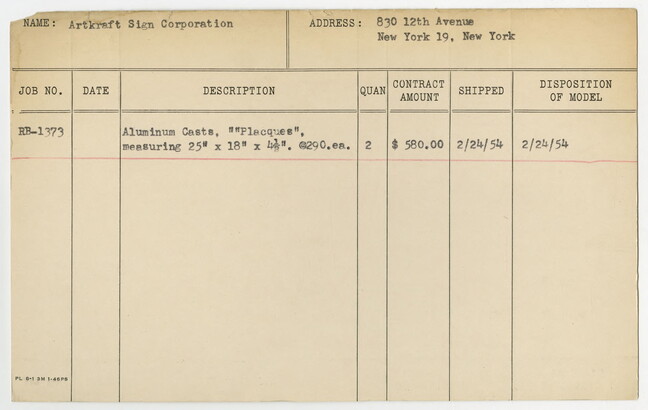 NAME: Artkraft Sign Corporation ADDRESS: 830 12th Avenue
New York 19, New York
JOB NO. DATE DESCRIPTION QUAN CONTRACT AMOUNT SHIPPED DISPOSITION OF MODEL
RB-1373 Aluminum Casts, ""Placques",
measuring 25" x 18" x 4½". @290.ea. 2 $ 580.00 2/24/54 2/24/54